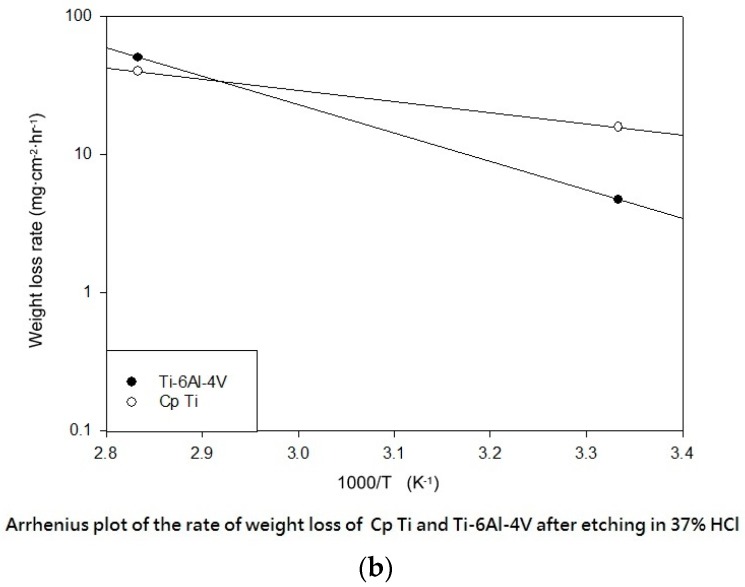 100
10
1
0.1
Weight loss rate (mg·cm⁻²·hr⁻¹)
Ti-6Al-4V
Cp Ti
2.8 2.9 3.0 3.1 3.2 3.3 3.4
1000/T (K⁻¹)
Arrhenius plot of the rate of weight loss of Cp Ti and Ti-6Al-4V after etching in 37% HCl
(b)